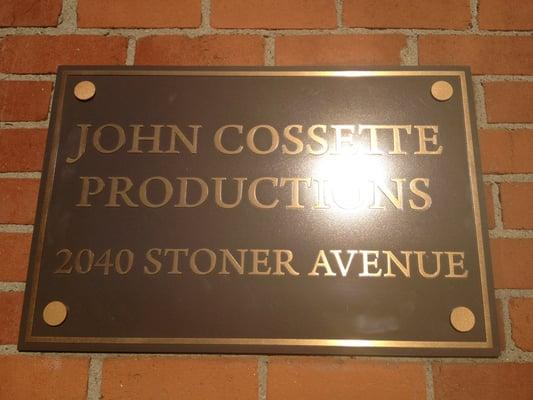 JOHN COSSETTE
PRODUCTIONS
2040 STONER AVENUE